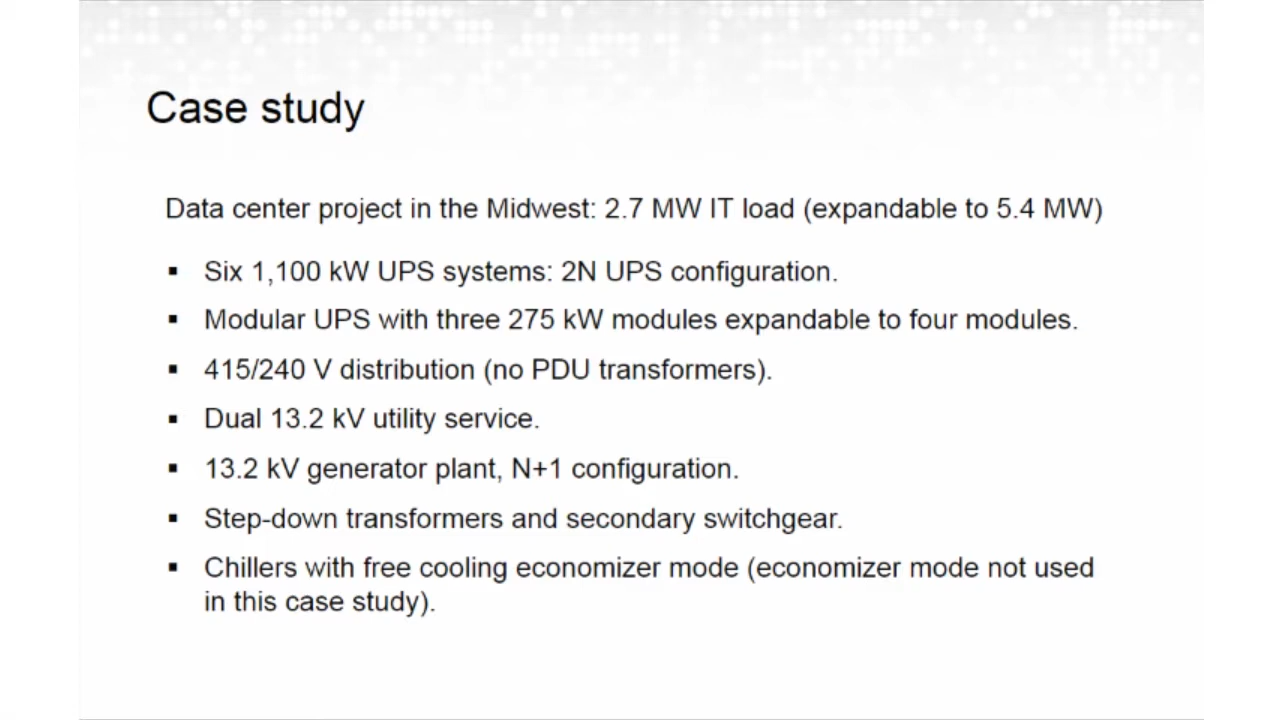 Case study
Data center project in the Midwest: 2.7 MW IT load (expandable to 5.4 MW)
▪ Six 1,100 kW UPS systems: 2N UPS configuration.
▪ Modular UPS with three 275 kW modules expandable to four modules.
▪ 415/240 V distribution (no PDU transformers).
▪ Dual 13.2 kV utility service.
▪ 13.2 kV generator plant, N+1 configuration.
▪ Step-down transformers and secondary switchgear.
▪ Chillers with free cooling economizer mode (economizer mode not used
in this case study).